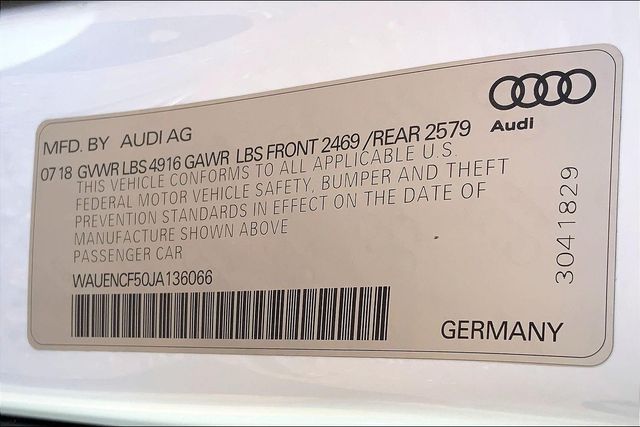 MFD. BY AUDI AG
07 18 GVWR LBS 4916 GAWR LBS FRONT 2469 /REAR 2579
THIS VEHICLE CONFORMS TO ALL APPLICABLE U.S.
FEDERAL MOTOR VEHICLE SAFETY, BUMPER AND THEFT
PREVENTION STANDARDS IN EFFECT ON THE DATE OF
MANUFACTURE SHOWN ABOVE
PASSENGER CAR
WAUENCF50JA136066
Audi
3041829
GERMANY